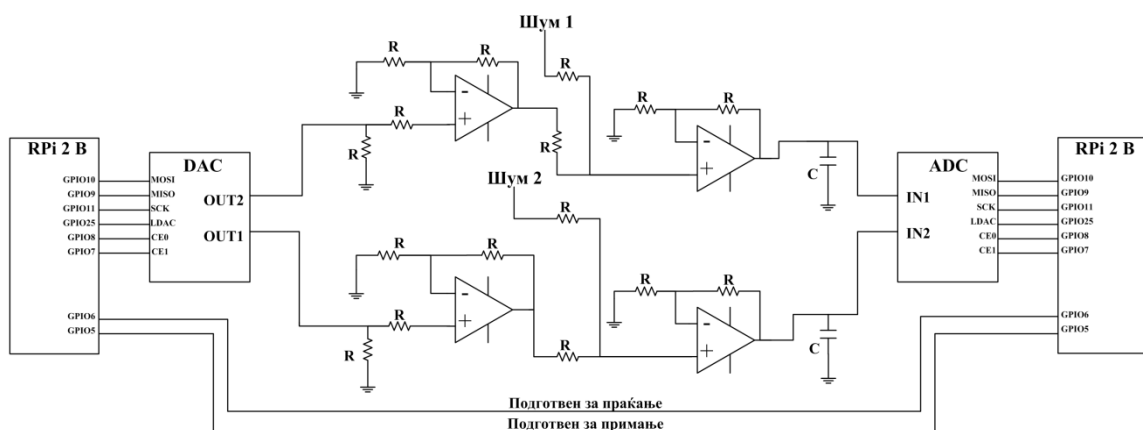 Шум 1
R
R
R
R
R
R
R
R
C
RPi 2 B
GPIO10
GPIO9
GPIO11
GPIO25
GPIO8
GPIO7
GPIO6
GPIO5
DAC
MOSI
MISO
SCK
LDAC
CE0
CE1
OUT2
OUT1
Шум 2
R
R
R
R
R
R
R
R
C
ADC
MOSI
MISO
SCK
LDAC
CE0
CE1
IN1
IN2
RPi 2 B
GPIO10
GPIO9
GPIO11
GPIO25
GPIO8
GPIO7
GPIO6
GPIO5
Подготвен за праќање
Подготвен за примање